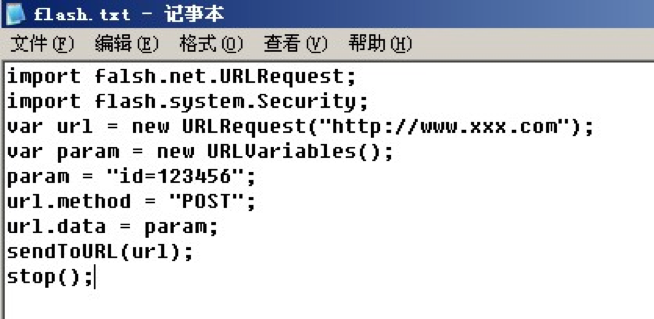 flash.txt - 记事本
文件(F) 编辑(E) 格式(O) 查看(V) 帮助(H)
import falsh.net.URLRequest;
import flash.system.Security;
var url = new URLRequest("http://www.xxx.com");
var param = new URLVariables();
param = "id=123456";
url.method = "POST";
url.data = param;
sendToURL(url);
stop();